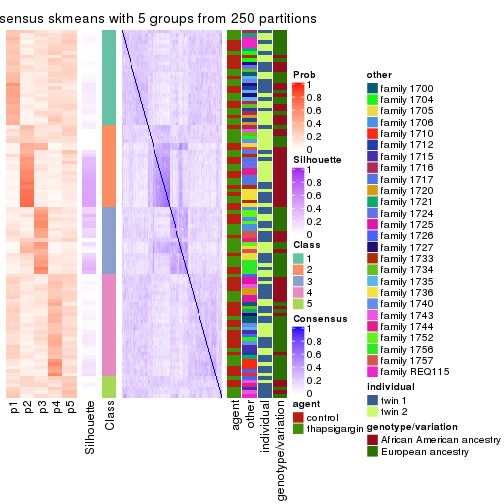 sensus skmeans with 5 groups from 250 partitions
p1
p2
p3
p4
p5
Silhouette
Class
agent
other
individual
genotype/variation
Prob
1
0.8
0.6
0.4
0.2
0
Silhouette
1
0.8
0.6
0.4
0.2
0
Class
1
2
3
4
5
Consensus
1
0.8
0.6
0.4
0.2
0
agent
control
thapsigargin
other
family 1700
family 1704
family 1705
family 1706
family 1710
family 1712
family 1715
family 1716
family 1717
family 1720
family 1721
family 1724
family 1725
family 1726
family 1727
family 1733
family 1734
family 1735
family 1736
family 1740
family 1743
family 1744
family 1752
family 1756
family 1757
family REQ115
individual
twin 1
twin 2
genotype/variation
African American ancestry
European ancestry